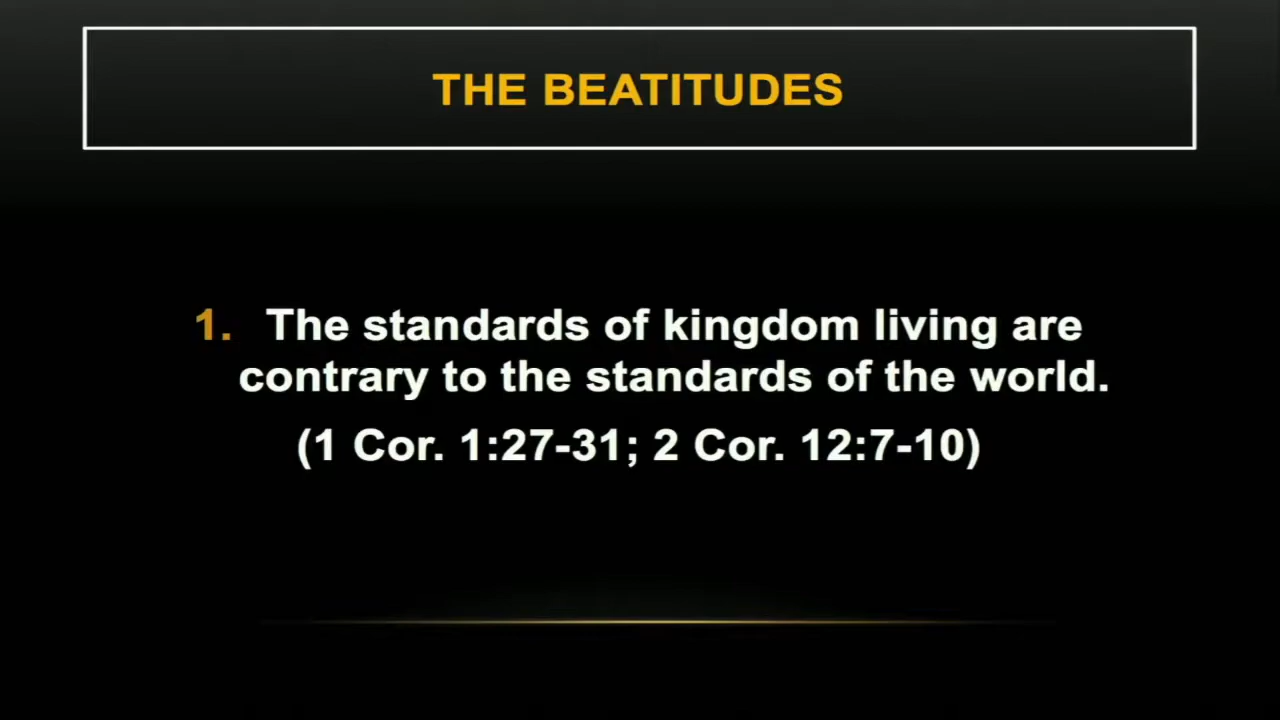 THE BEATITUDES
1. The standards of kingdom living are
contrary to the standards of the world.
(1 Cor. 1:27-31; 2 Cor. 12:7-10)